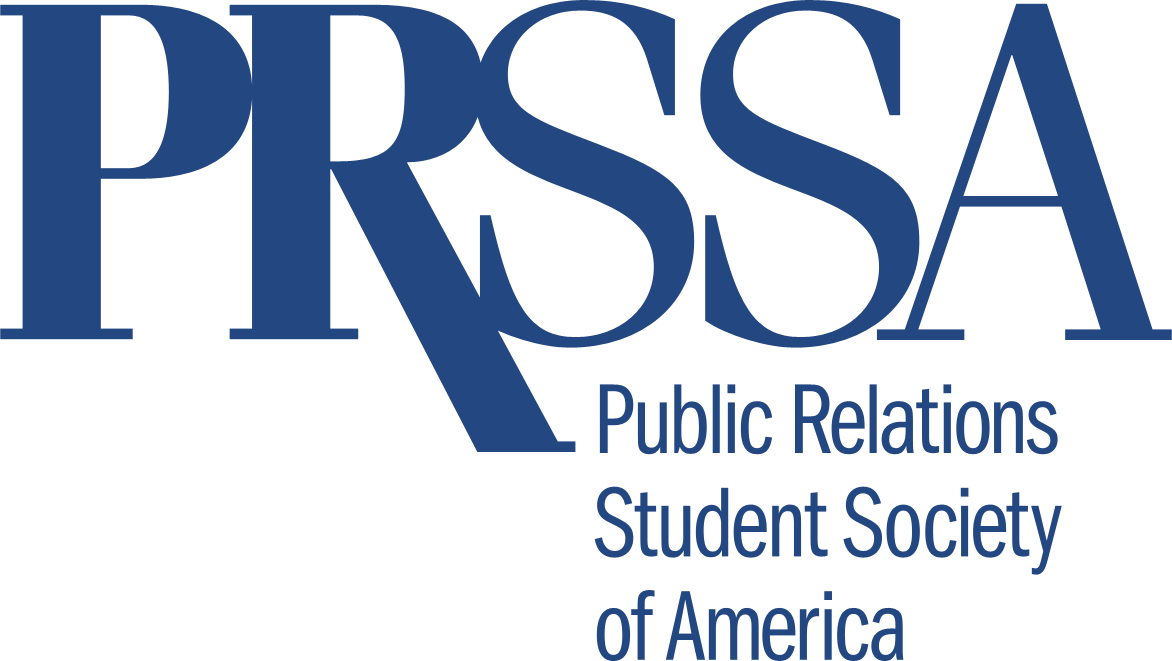 PRSSA
Public Relations
Student Society
of America